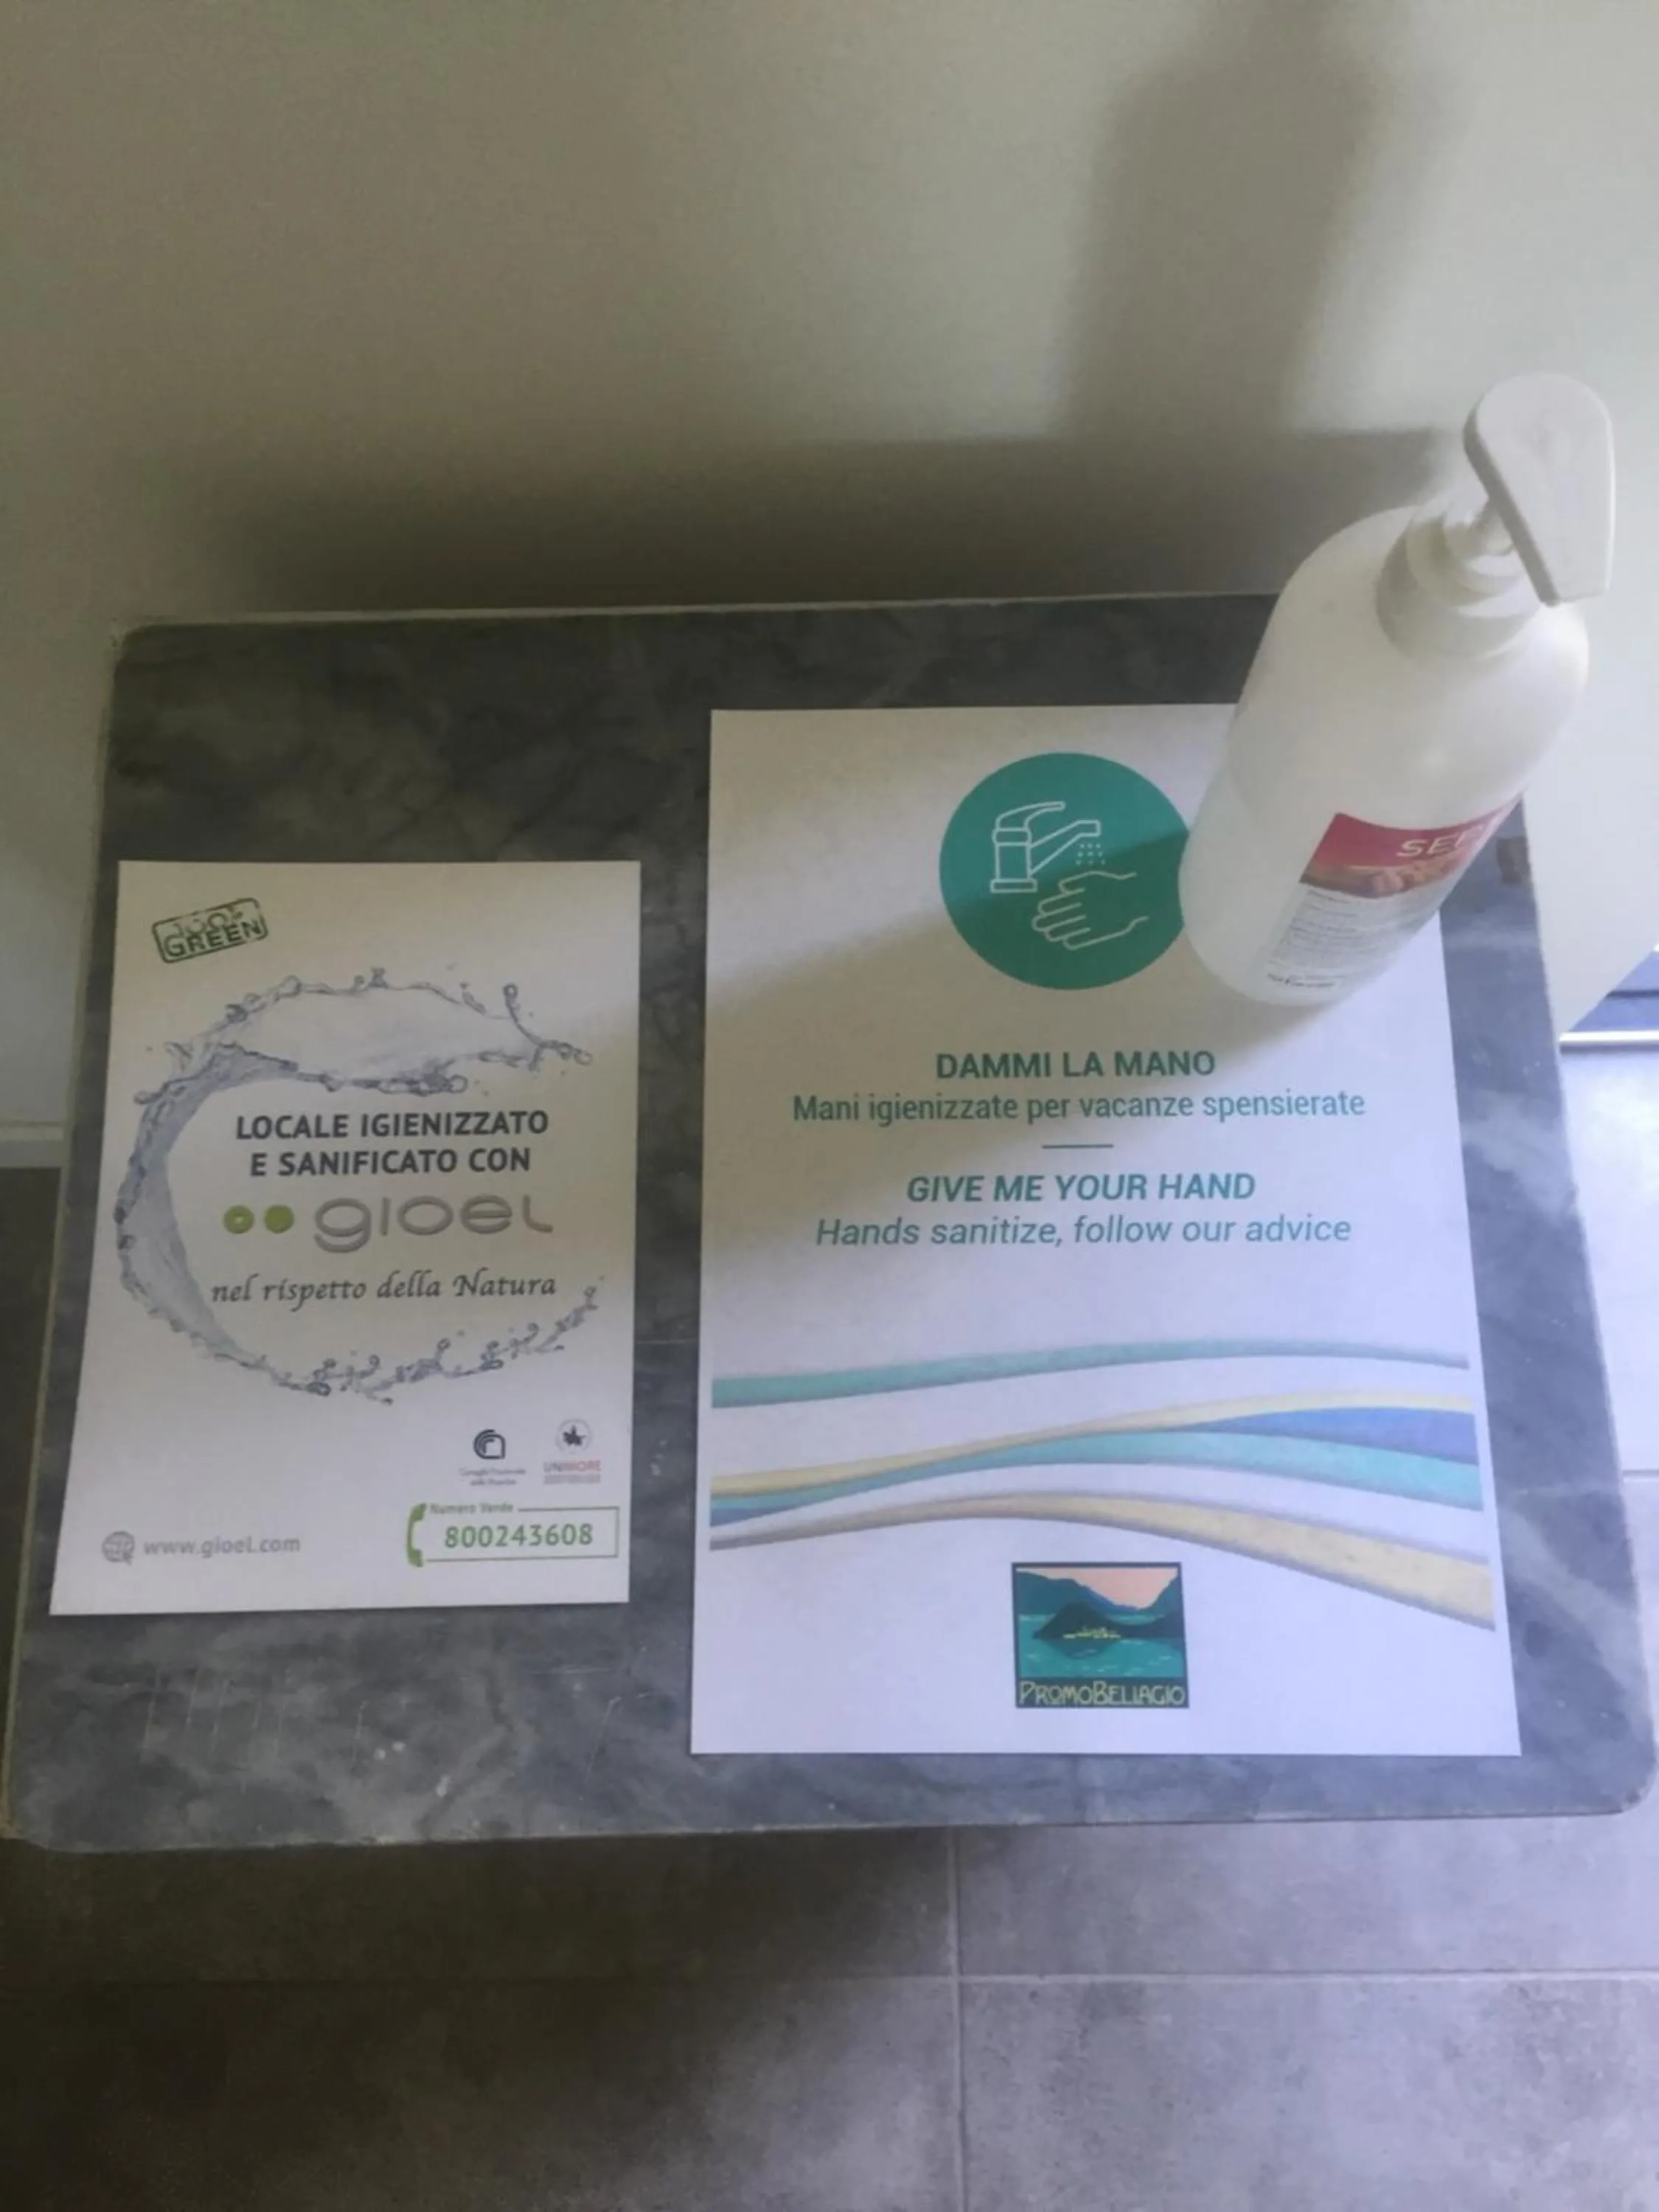 100%
GREEN
LOCALE IGIENIZZATO
E SANIFICATO CON
gioel
nel rispetto della Natura
UNIMORE
Numero Verde
800243608
www.gioel.com
DAMMI LA MANO
Mani igienizzate per vacanze spensierate
GIVE ME YOUR HAND
Hands sanitize, follow our advice
PROMOBELLAGIO